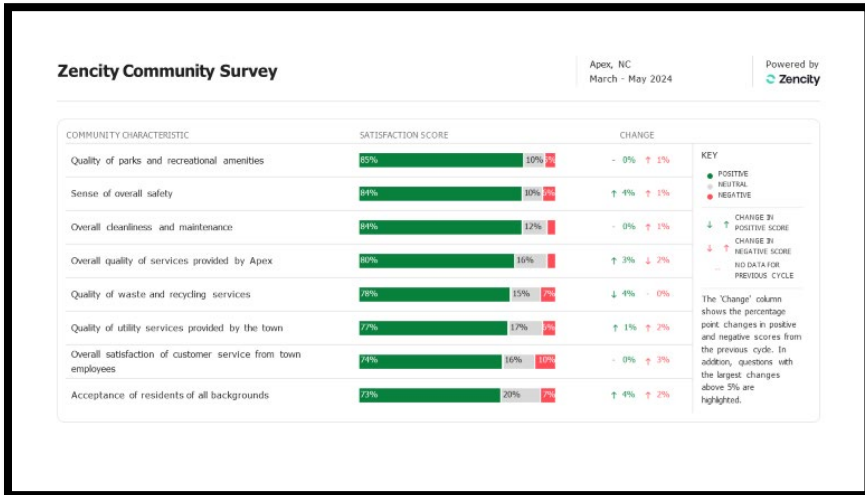 Zencity Community Survey
Apex, NC
March - May 2024
Powered by
Zencity
COMMUNITY CHARACTERISTIC SATISFACTION SCORE CHANGE
Quality of parks and recreational amenities 85% 10% - 0% ↑ 1%
Sense of overall safety 84% 10% ↑ 4% ↑ 1%
Overall cleanliness and maintenance 84% 12% - 0% ↑ 1%
Overall quality of services provided by Apex 80% 16% ↑ 3% ↓ 2%
Quality of waste and recycling services 78% 15% 7% ↓ 4% - 0%
Quality of utility services provided by the town 77% 17% ↑ 1% ↑ 2%
Overall satisfaction of customer service from town
employees 74% 16% 10% - 0% ↑ 3%
Acceptance of residents of all backgrounds 73% 20% 7% ↑ 4% ↑ 2%
KEY
POSITIVE
NEUTRAL
NEGATIVE
↓ ↑ CHANGE IN
POSITIVE SCORE
↓ ↑ CHANGE IN
NEGATIVE SCORE
- NO DATA FOR
PREVIOUS CYCLE
The 'Change' column
shows the percentage
point changes in positive
and negative scores from
the previous cycle. In
addition, questions with
the largest changes
above 5% are
highlighted.